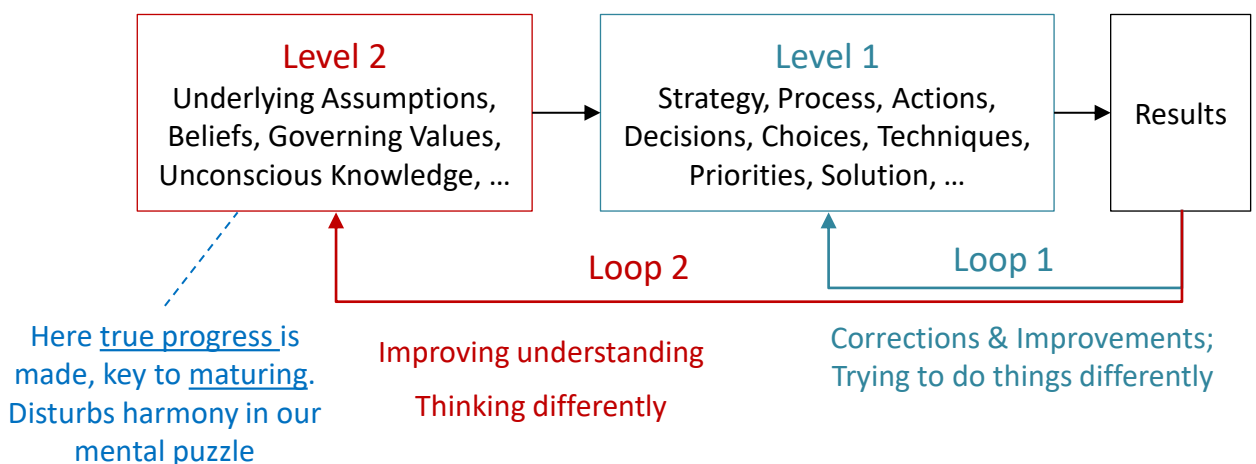 Level 2
Underlying Assumptions,
Beliefs, Governing Values,
Unconscious Knowledge, ...
Level 1
Strategy, Process, Actions,
Decisions, Choices, Techniques,
Priorities, Solution, ...
Results
Loop 2
Loop 1
Here true progress is
made, key to maturing.
Disturbs harmony in our
mental puzzle
Improving understanding
Thinking differently
Corrections & Improvements;
Trying to do things differently